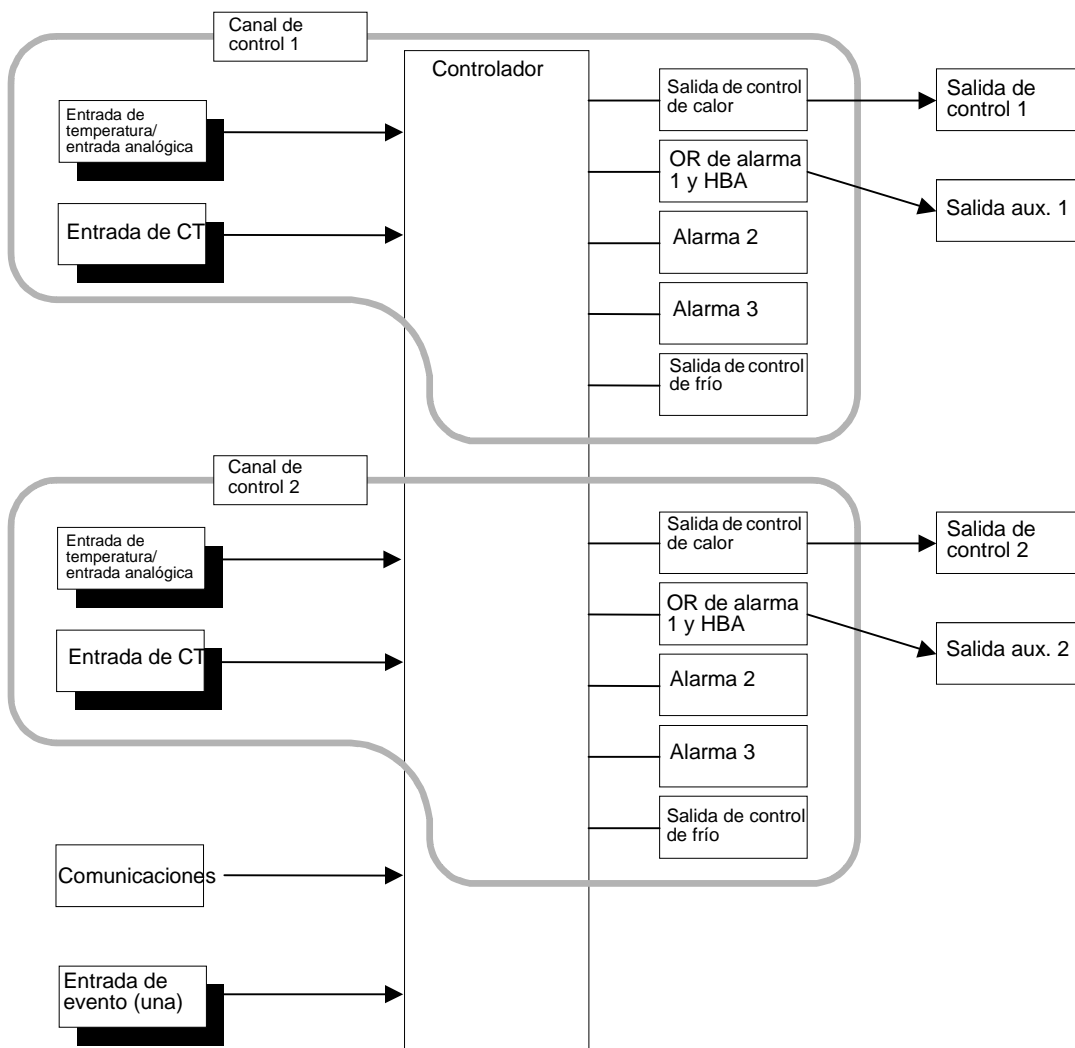 Canal de
control 1
Controlador
Entrada de
temperatura/
entrada analógica
Entrada de CT
Salida de control
de calor
OR de alarma
1 y HBA
Alarma 2
Alarma 3
Salida de control
de frío
Salida de
control 1
Salida aux. 1
Canal de
control 2
Entrada de
temperatura/
entrada analógica
Entrada de CT
Salida de control
de calor
OR de alarma
1 y HBA
Alarma 2
Alarma 3
Salida de control
de frío
Salida de
control 2
Salida aux. 2
Comunicaciones
Entrada de
evento (una)